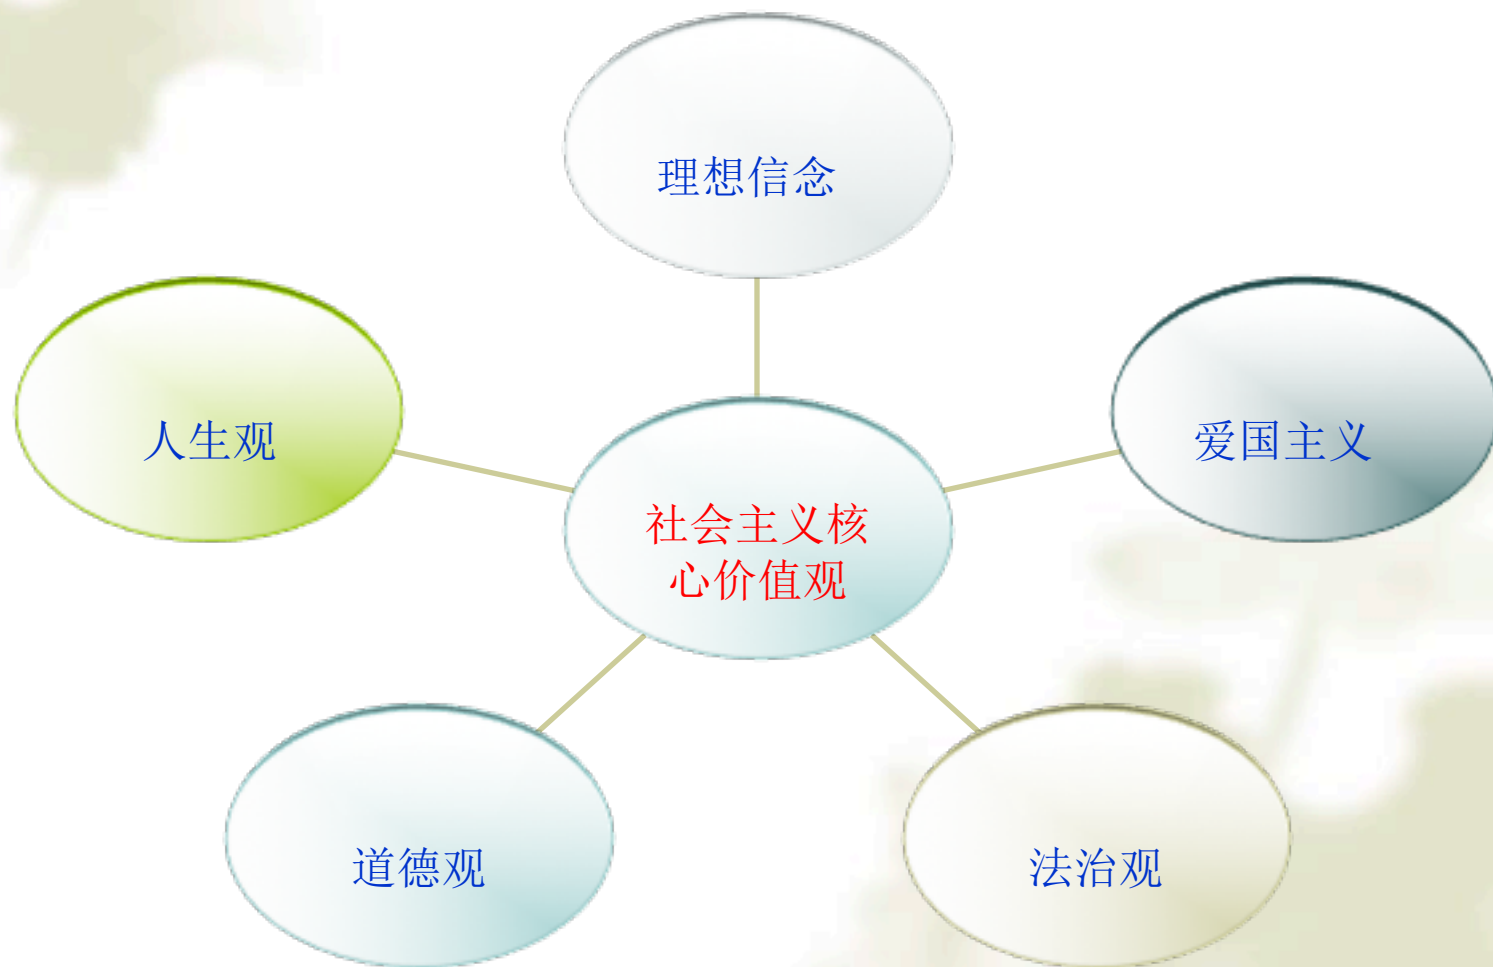 理想信念
人生观
爱国主义
社会主义核
心价值观
道德观
法治观